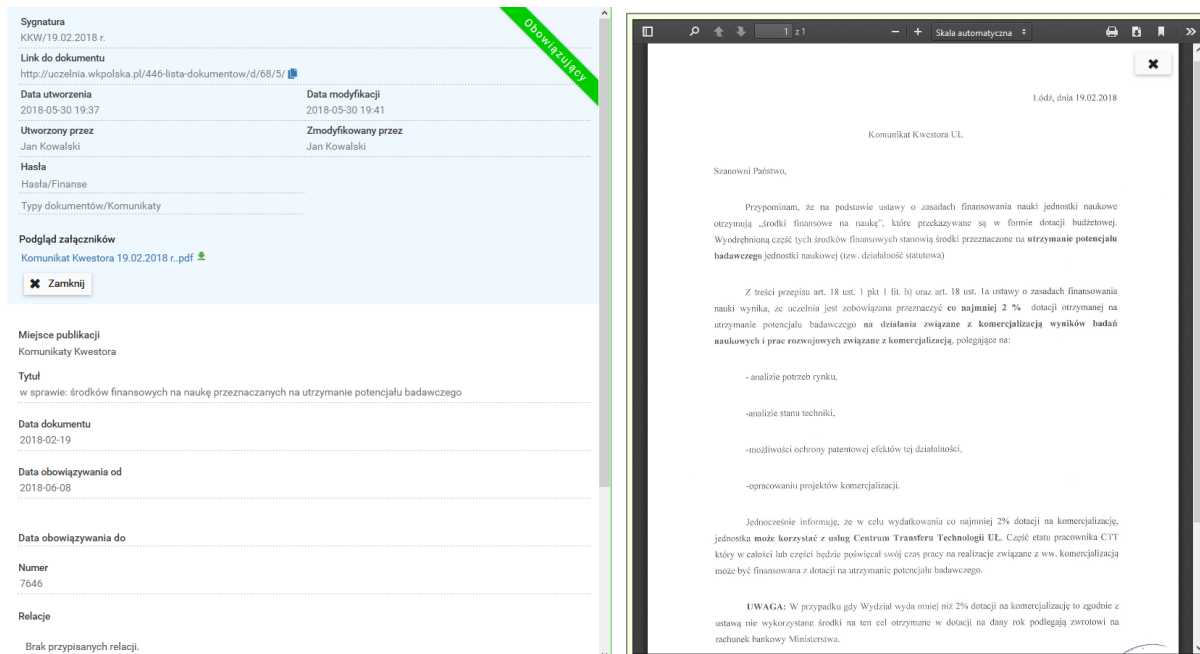 Obowiązujący
Sygnatura
KKW/19.02.2018 r.
Link do dokumentu
http://uczelnia.wkpolska.pl/446-lista-dokumentow/d/68/5/
Data utworzenia
Data modyfikacji
2018-05-30 19:37
2018-05-30 19:41
Utworzony przez
Zmodyfikowany przez
Jan Kowalski
Jan Kowalski
Hasła
Hasła/Finanse
Typy dokumentów/Komunikaty
Podgląd załączników
Komunikat Kwestora 19.02.2018 r..pdf
Zamknij
Miejsce publikacji
Komunikaty Kwestora
Tytuł
w sprawie: środków finansowych na naukę przeznaczanych na utrzymanie potencjału badawczego
Data dokumentu
2018-02-19
Data obowiązywania od
2018-06-08
Data obowiązywania do
Numer
7646
Relacje
Brak przypisanych relacji.
1 z 1
Skala automatyczna
Łódź, dnia 19.02.2018
Komunikat Kwestora UŁ
Szanowni Państwo,
Przypominam, że na podstawie ustawy o zasadach finansowania nauki jednostki naukowe
otrzymują „środki finansowe na naukę”, które przekazywane są w formie dotacji budżetowej.
Wyodrębnioną część tych środków finansowych stanowią środki przeznaczone na utrzymanie potencjału
badawczego jednostki naukowej (tzw. działalność statutowa)
Z treści przepisu art. 18 ust. 1 pkt 1 lit. h) oraz art. 18 ust. 1a ustawy o zasadach finansowania
nauki wynika, ze uczelnia jest zobowiązana przeznaczyć co najmniej 2 % dotacji otrzymanej na
utrzymanie potencjału badawczego na działania związane z komercjalizacją wyników badań
naukowych i prac rozwojowych związane z komercjalizacją, polegające na:
- analizie potrzeb rynku,
-analizie stanu techniki,
-możliwości ochrony patentowej efektów tej działalności,
-opracowaniu projektów komercjalizacji.
Jednocześnie informuję, ze w celu wydatkowania co najmniej 2% dotacji na komercjalizację,
jednostka może korzystać z usług Centrum Transferu Technologii UŁ. Część etatu pracownika CTT
który w całości lub części będzie poświęcał swój czas pracy na realizacje związane z ww. komercjalizacją
może być finansowana z dotacji na utrzymanie potencjału badawczego.
UWAGA: W przypadku gdy Wydział wyda mniej niż 2% dotacji na komercjalizację to zgodnie z
ustawą nie wykorzystane środki na ten cel otrzymane w dotacji na dany rok podlegają zwrotowi na
rachunek bankowy Ministerstwa.